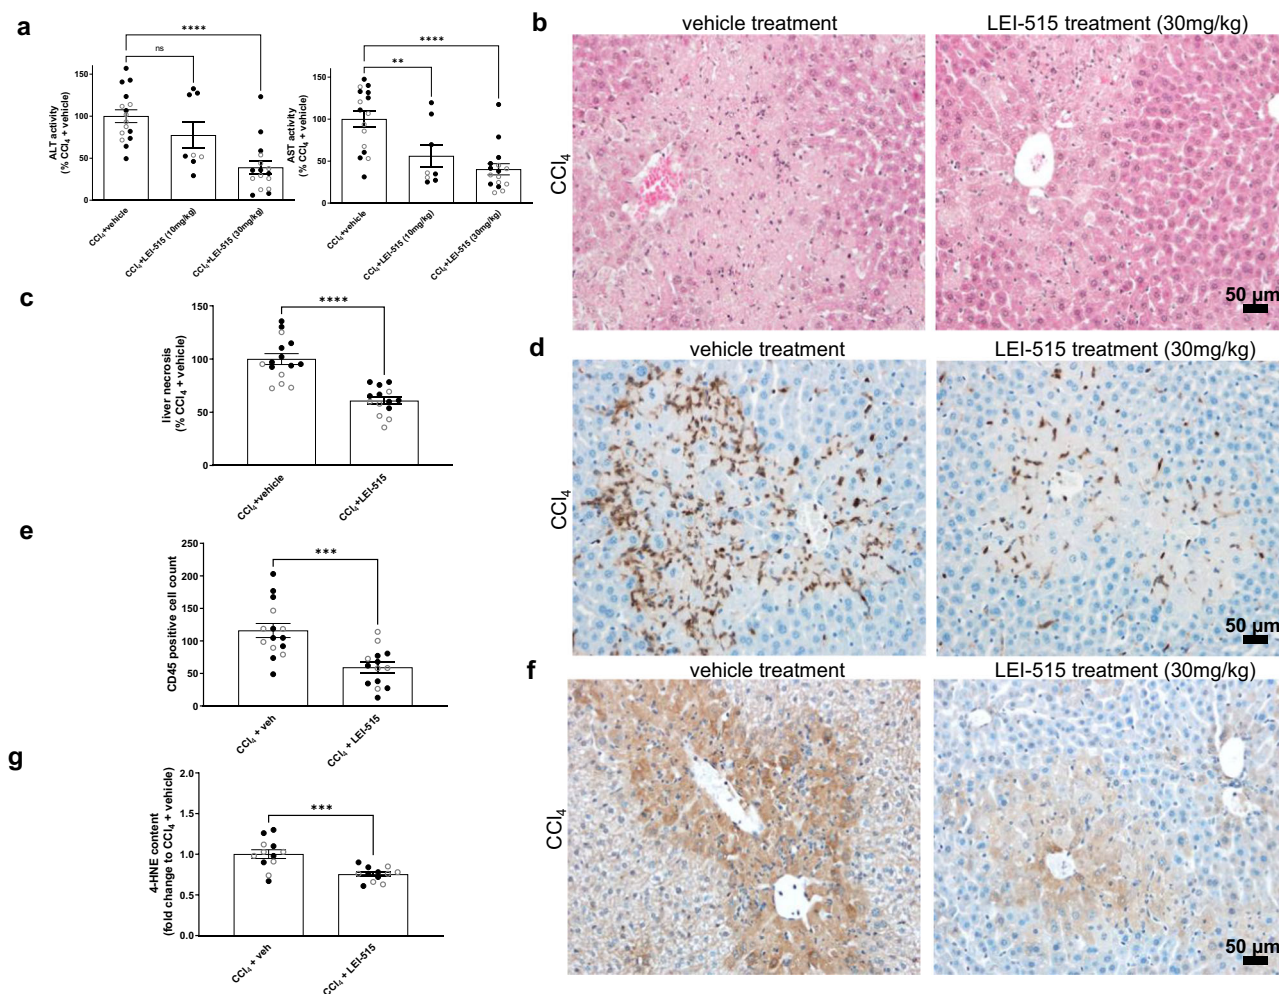 a
ALT activity
(% CCl₄ + vehicle)
150
100
50
0
ns
****
CCl₄+vehicle
CCl₄+LEI-515 (10mg/kg)
CCl₄+LEI-515 (30mg/kg)
AST activity
(% CCl₄ + vehicle)
150
100
50
0
**
****
CCl₄+vehicle
CCl₄+LEI-515 (10mg/kg)
CCl₄+LEI-515 (30mg/kg)
b
vehicle treatment
LEI-515 treatment (30mg/kg)
CCl₄
50 µm
c
liver necrosis
(% CCl₄ + vehicle)
150
100
50
0
****
CCl₄+vehicle
CCl₄+LEI-515
d
vehicle treatment
LEI-515 treatment (30mg/kg)
CCl₄
50 µm
e
CD45 positive cell count
250
200
150
100
50
0
***
CCl₄ + veh
CCl₄ + LEI-515
f
vehicle treatment
LEI-515 treatment (30mg/kg)
CCl₄
50 µm
g
4-HNE content
(fold change to CCl₄ + vehicle)
2.0
1.5
1.0
0.5
0.0
***
CCl₄ + veh
CCl₄ + LEI-515